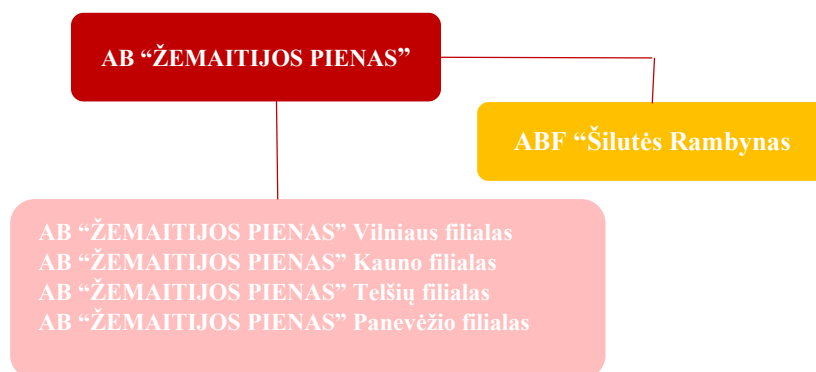 AB “ŽEMAITIJOS PIENAS”
ABF “Šilutės Rambynas
AB “ŽEMAITIJOS PIENAS” Vilniaus filialas
AB “ŽEMAITIJOS PIENAS” Kauno filialas
AB “ŽEMAITIJOS PIENAS” Telšių filialas
AB “ŽEMAITIJOS PIENAS” Panevėžio filialas